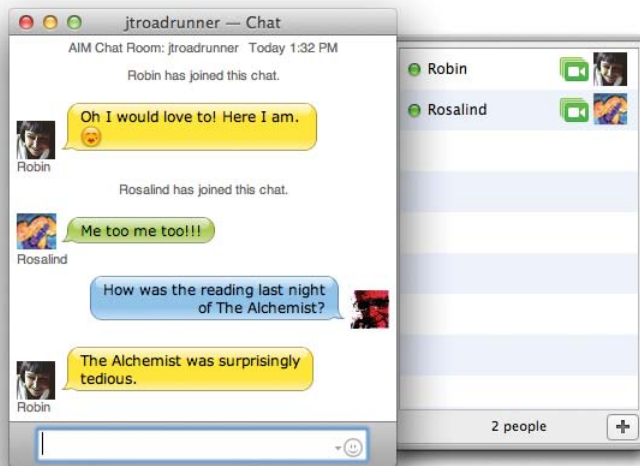 jtroadrunner — Chat
AIM Chat Room: jtroadrunner Today 1:32 PM
Robin has joined this chat.
Oh I would love to! Here I am.
Robin
Rosalind has joined this chat.
Me too me too!!!
Rosalind
How was the reading last night
of The Alchemist?
The Alchemist was surprisingly
tedious.
Robin
Robin
Rosalind
2 people